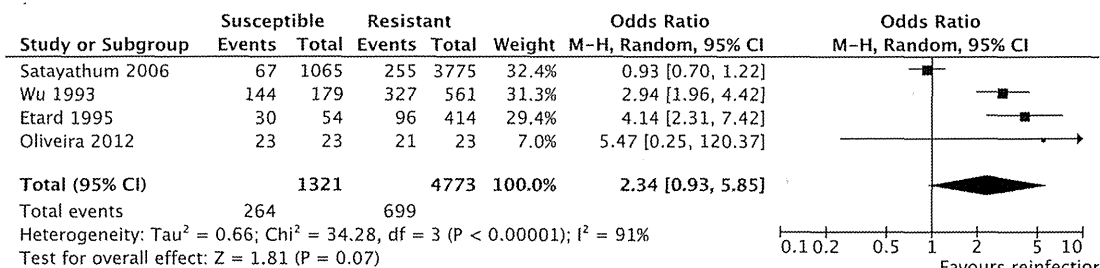 Susceptible Resistant Odds Ratio Odds Ratio
Study or Subgroup Events Total Events Total Weight M-H, Random, 95% CI M-H, Random, 95% CI
Satayathum 2006 67 1065 255 3775 32.4% 0.93 [0.70, 1.22]
Wu 1993 144 179 327 561 31.3% 2.94 [1.96, 4.42]
Etard 1995 30 54 96 414 29.4% 4.14 [2.31, 7.42]
Oliveira 2012 23 23 21 23 7.0% 5.47 [0.25, 120.37]
Total (95% CI) 1321 4773 100.0% 2.34 [0.93, 5.85]
Total events 264 699
Heterogeneity: Tau² = 0.66; Chi² = 34.28, df = 3 (P < 0.00001); I² = 91%
Test for overall effect: Z = 1.81 (P = 0.07)
0.1 0.2 0.5 1 2 5 10
Favours reinfection